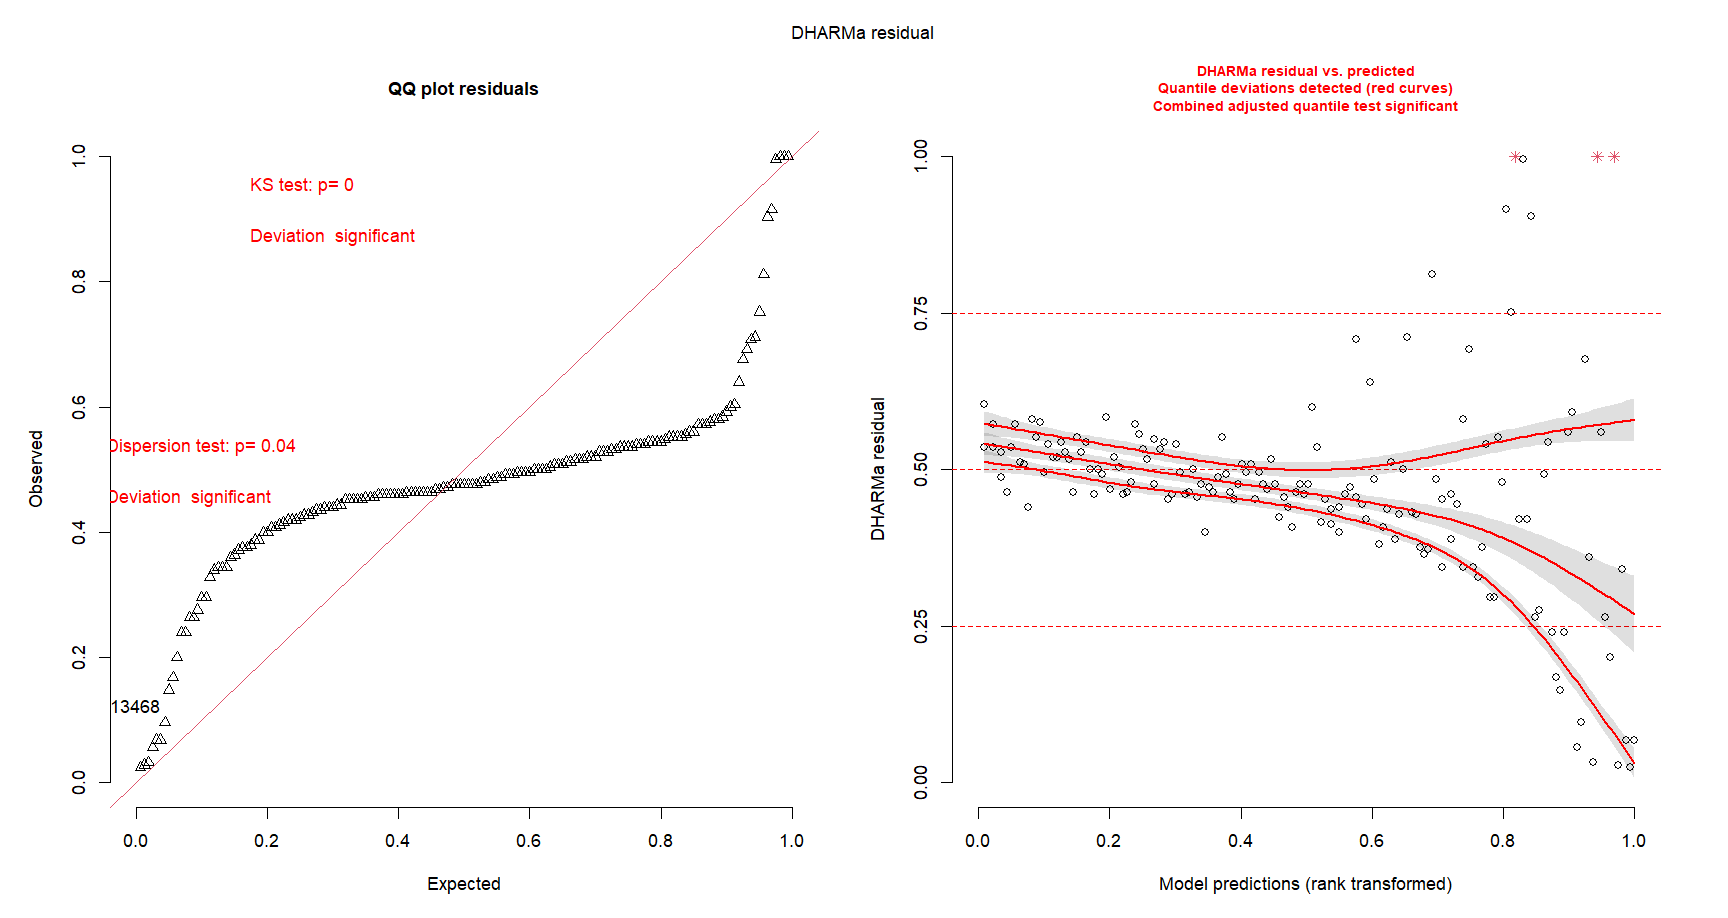 DHARMa residual
QQ plot residuals
KS test: p= 0
Deviation  significant
Dispersion test: p= 0.04
Deviation  significant
13468
Observed
0.0
0.2
0.4
0.6
0.8
1.0
0.0
0.2
0.4
0.6
0.8
1.0
Expected
DHARMa residual vs. predicted
Quantile deviations detected (red curves)
Combined adjusted quantile test significant
DHARMa residual
0.00
0.25
0.50
0.75
1.00
0.0
0.2
0.4
0.6
0.8
1.0
Model predictions (rank transformed)